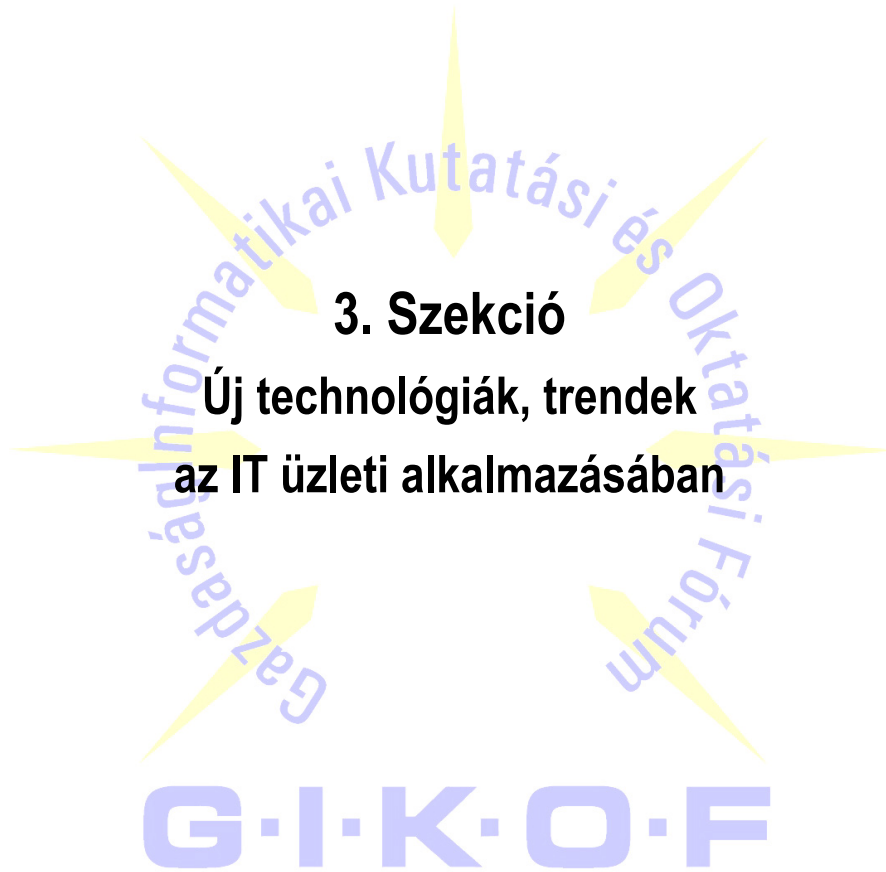 GazdaságInformatikai Kutatási és Oktatási Fórum
3. Szekció
Új technológiák, trendek
az IT üzleti alkalmazásában
G·I·K·O·F